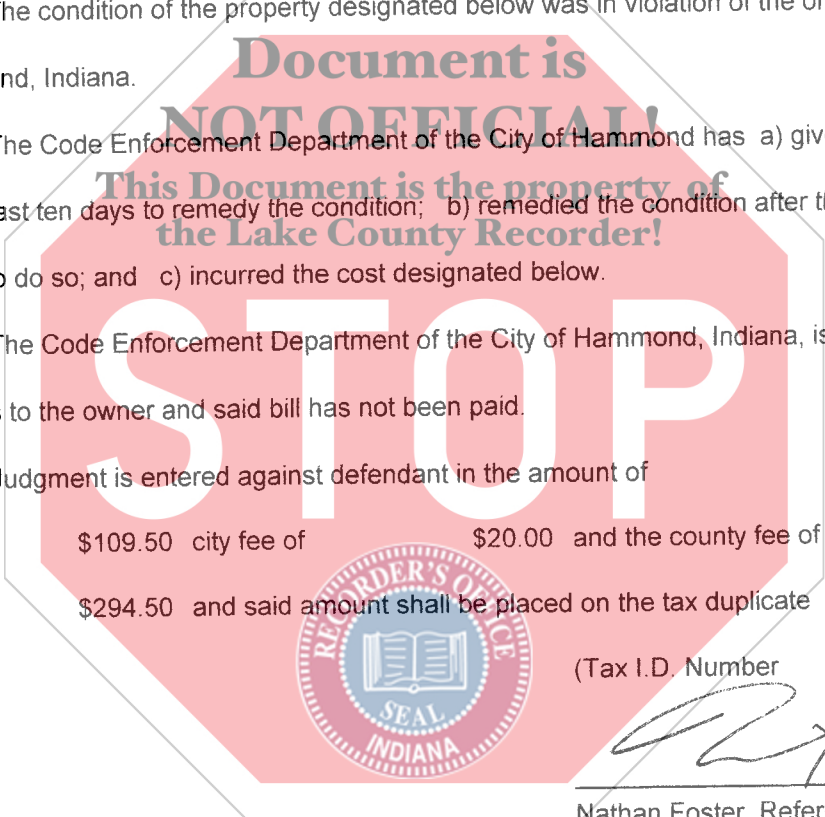 The condition of the property designated below was in violation of the or
nd, Indiana.
Document is
NOT OFFICIAL!
The Code Enforcement Department of the City of Hammond has a) giv
This Document is the property of
ast ten days to remedy the condition; b) remedied the condition after th
the Lake County Recorder!
o do so; and c) incurred the cost designated below.
STOP
The Code Enforcement Department of the City of Hammond, Indiana, is
s to the owner and said bill has not been paid.
Judgment is entered against defendant in the amount of
$109.50 city fee of $20.00 and the county fee of
$294.50 and said amount shall be placed on the tax duplicate
RECORDER'S OFFICE
SEAL
INDIANA
(Tax I.D. Number
Nathan Foster, Refer